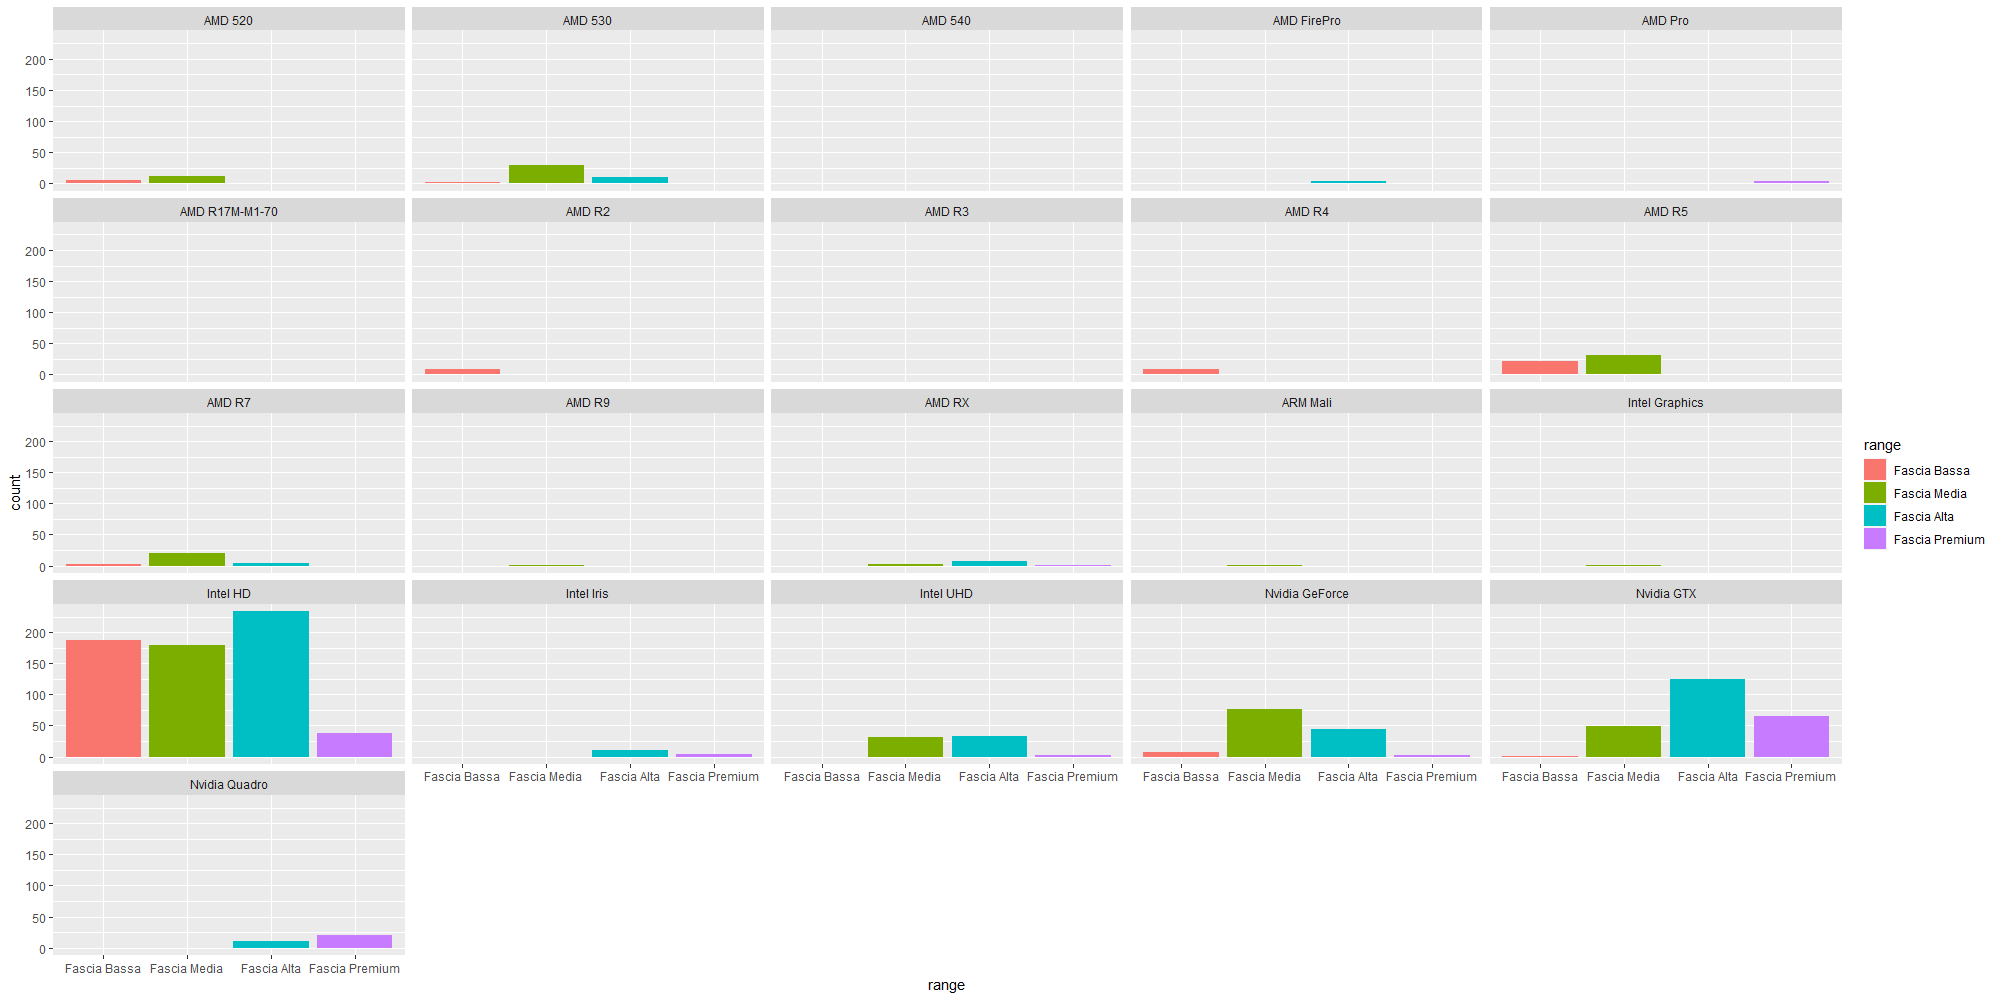 AMD 520 AMD 530 AMD 540 AMD FirePro AMD Pro
200
150
100
50
0
AMD R17M-M1-70 AMD R2 AMD R3 AMD R4 AMD R5
200
150
100
50
0
AMD R7 AMD R9 AMD RX ARM Mali Intel Graphics
200
150
100
50
0
count
Intel HD Intel Iris Intel UHD Nvidia GeForce Nvidia GTX
200
150
100
50
0
Fascia Bassa Fascia Media Fascia Alta Fascia Premium Fascia Bassa Fascia Media Fascia Alta Fascia Premium Fascia Bassa Fascia Media Fascia Alta Fascia Premium Fascia Bassa Fascia Media Fascia Alta Fascia Premium
Nvidia Quadro
200
150
100
50
0
Fascia Bassa Fascia Media Fascia Alta Fascia Premium
range
range
Fascia Bassa
Fascia Media
Fascia Alta
Fascia Premium